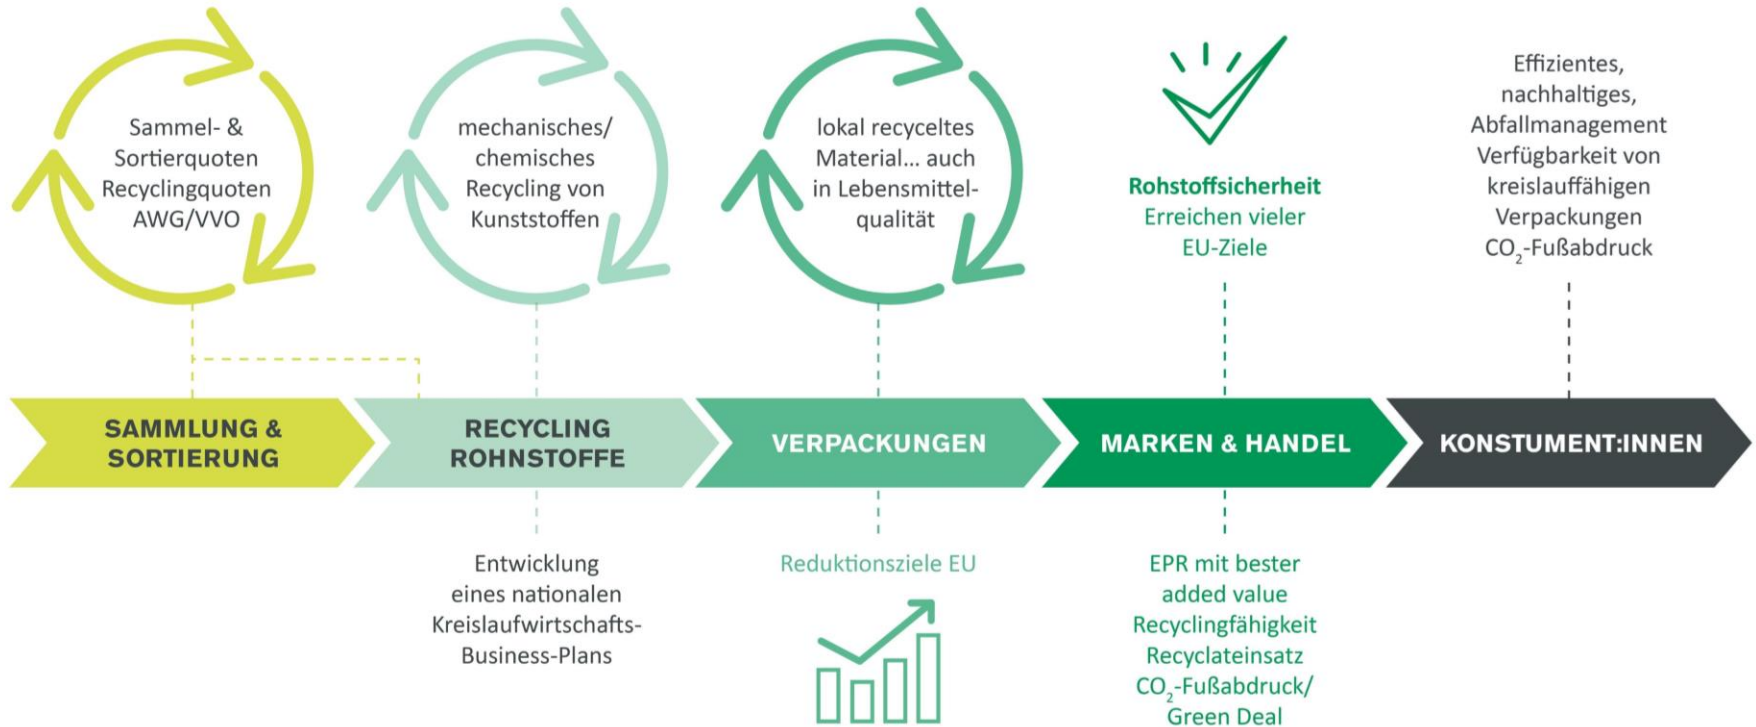 Sammel- &
Sortierquoten
Recyclingquoten
AWG/VVO
mechanisches/
chemisches
Recycling von
Kunststoffen
lokal recyceltes
Material... auch
in Lebensmittel-
qualität
Rohstoffsicherheit
Erreichen vieler
EU-Ziele
Effizientes,
nachhaltiges,
Abfallmanagement
Verfügbarkeit von
kreislauffähigen
Verpackungen
CO₂-Fußabdruck
SAMMLUNG &
SORTIERUNG
RECYCLING
ROHNSTOFFE
VERPACKUNGEN
MARKEN & HANDEL
KONSTUMENT:INNEN
Entwicklung
eines nationalen
Kreislaufwirtschafts-
Business-Plans
Reduktionsziele EU
EPR mit bester
added value
Recyclingfähigkeit
Recyclateinsatz
CO₂-Fußabdruck/
Green Deal